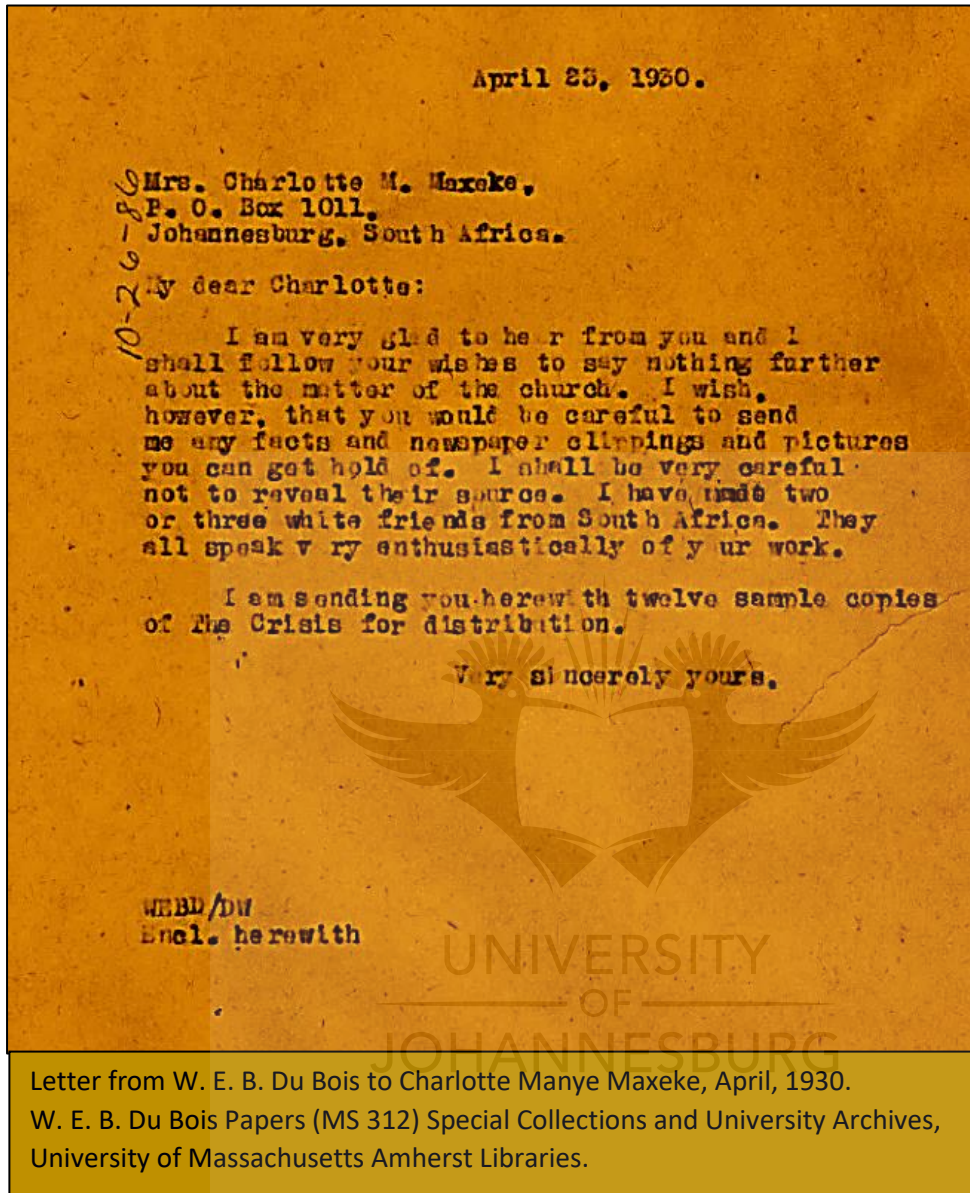 April 23, 1930.
10-26-86
Mrs. Charlotte M. Maxeke,
P. O. Box 1011,
Johannesburg, South Africa.
My dear Charlotte:
I am very glad to hear from you and I
shall follow your wishes to say nothing further
about the matter of the church. I wish,
however, that you would be careful to send
me any facts and newspaper clippings and pictures
you can get hold of. I shall be very careful
not to reveal their source. I have made two
or three white friends from South Africa. They
all speak v ry enthusiastically of y ur work.
I am sending you herewith twelve sample copies
of The Crisis for distribution.
Very sincerely yours,
WEBD/DW
Encl. herewith
UNIVERSITY
OF
JOHANNESBURG
Letter from W. E. B. Du Bois to Charlotte Manye Maxeke, April, 1930.
W. E. B. Du Bois Papers (MS 312) Special Collections and University Archives,
University of Massachusetts Amherst Libraries.